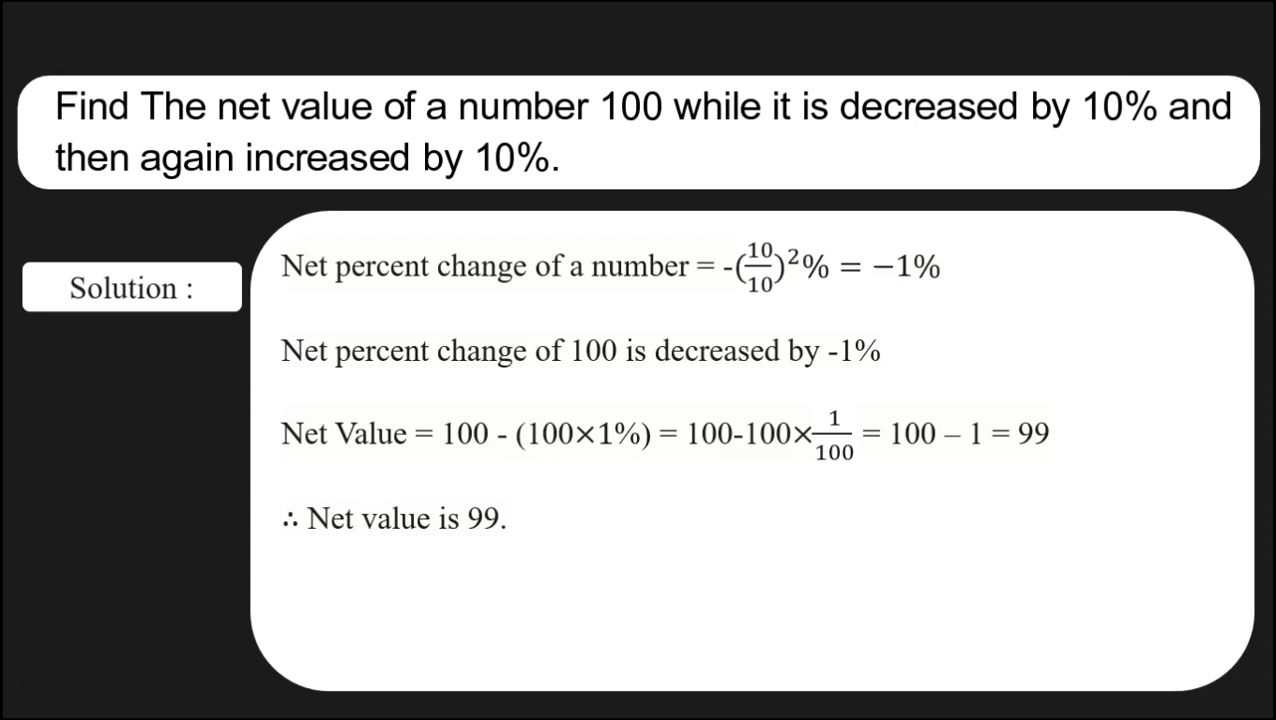 Find The net value of a number 100 while it is decreased by 10% and
then again increased by 10%.
Solution :
Net percent change of a number = -(10/10)²% = −1%
Net percent change of 100 is decreased by -1%
Net Value = 100 - (100×1%) = 100-100×1/100 = 100 – 1 = 99
∴ Net value is 99.